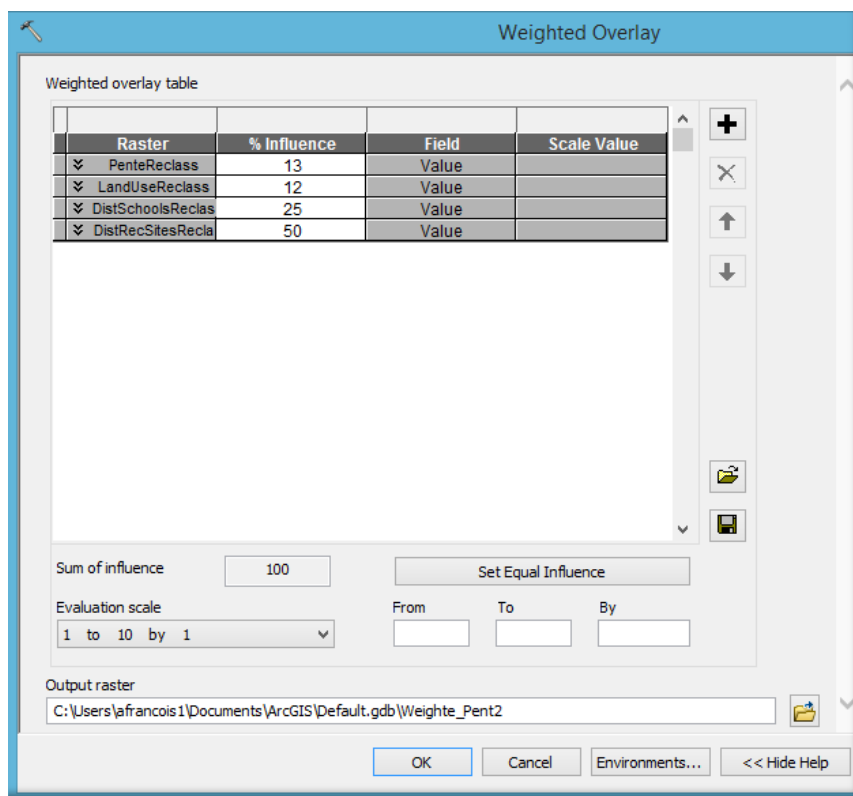 Weighted Overlay
Weighted overlay table
Raster % Influence Field Scale Value
PenteReclass 13 Value
LandUseReclass 12 Value
DistSchoolsReclas 25 Value
DistRecSitesRecla 50 Value
Sum of influence 100 Set Equal Influence
Evaluation scale From To By
1 to 10 by 1
Output raster
C:\Users\afrancois1\Documents\ArcGIS\Default.gdb\Weighte_Pent2
OK Cancel Environments... << Hide Help